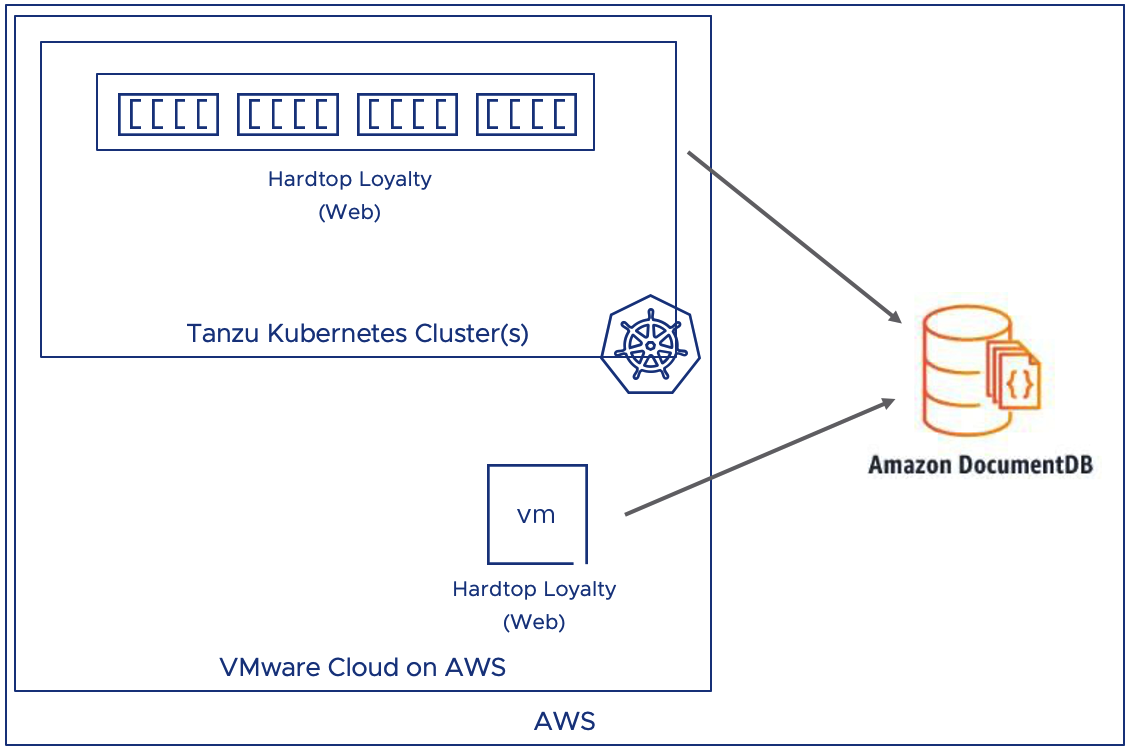 Hardtop Loyalty
(Web)
Tanzu Kubernetes Cluster(s)
Amazon DocumentDB
vm
Hardtop Loyalty
(Web)
VMware Cloud on AWS
AWS